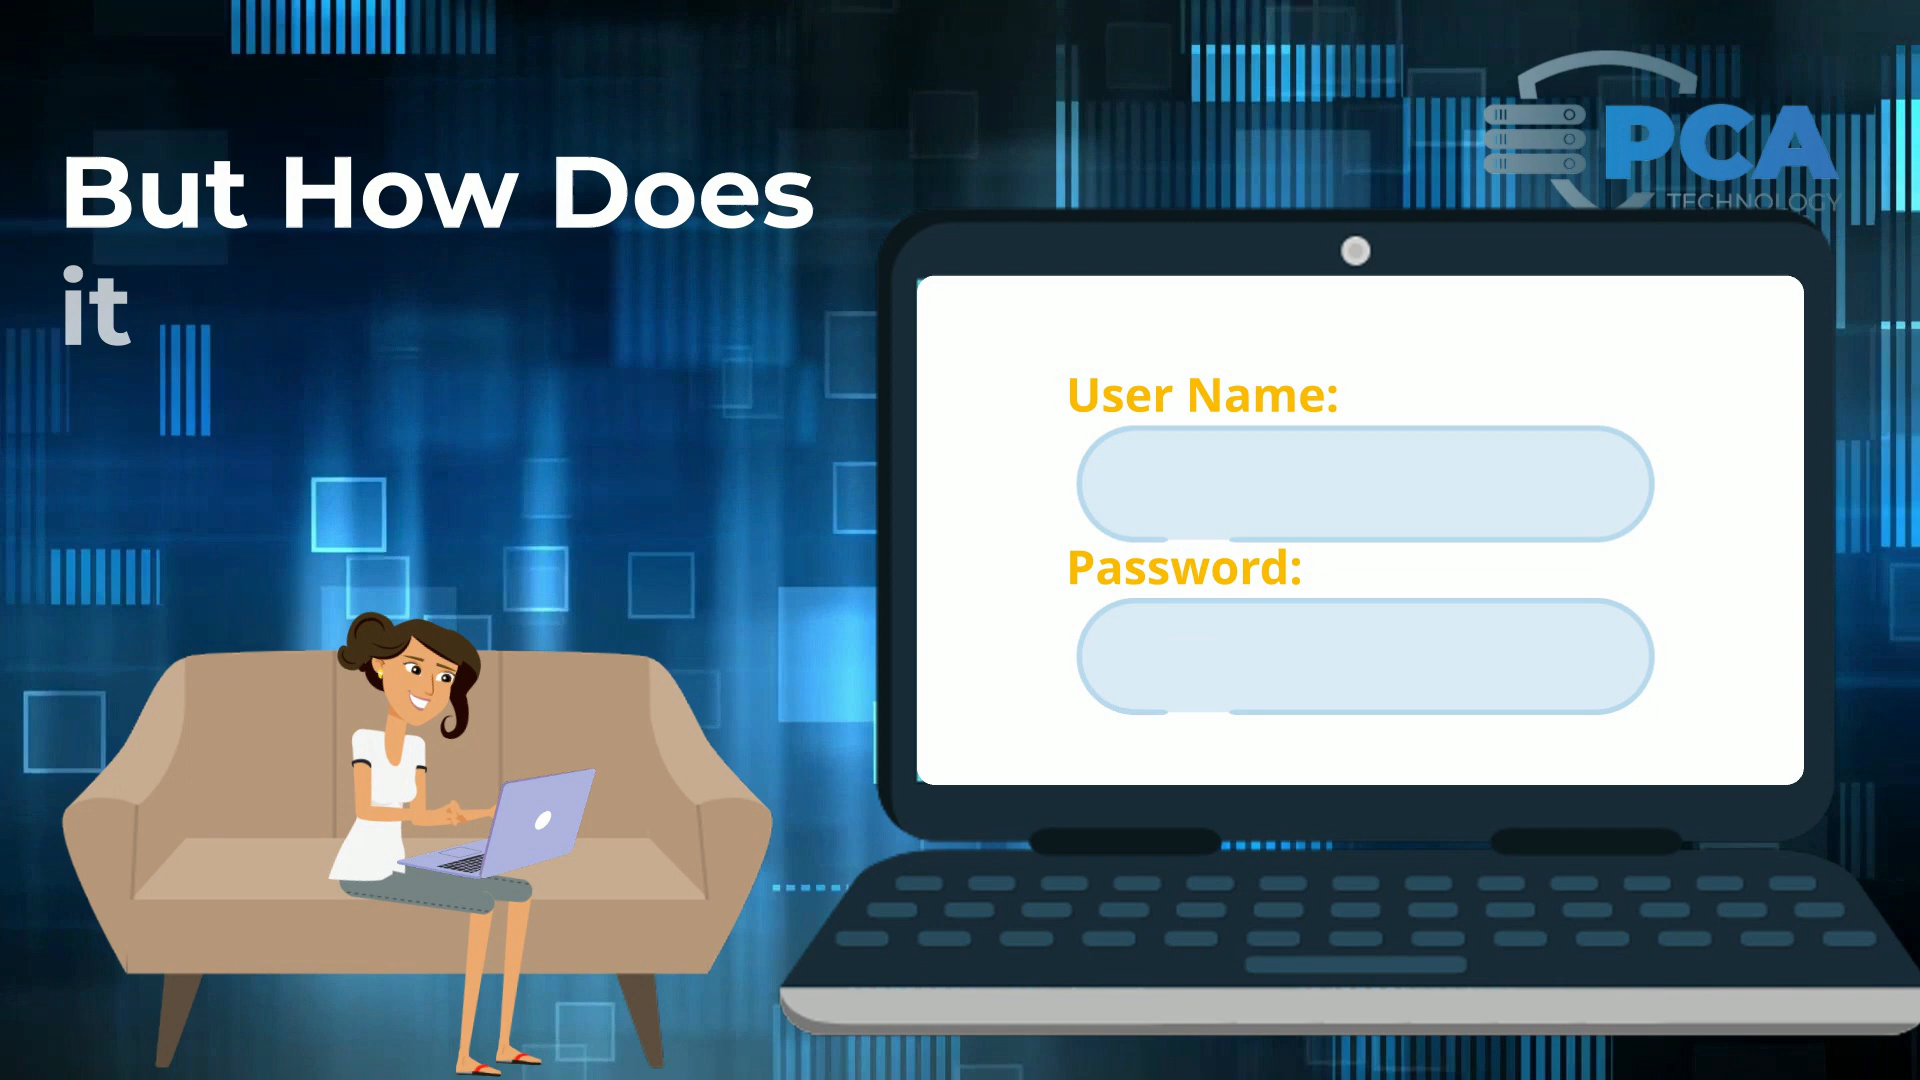 But How Does
it
PCA
TECHNOLOGY
User Name:
Password: